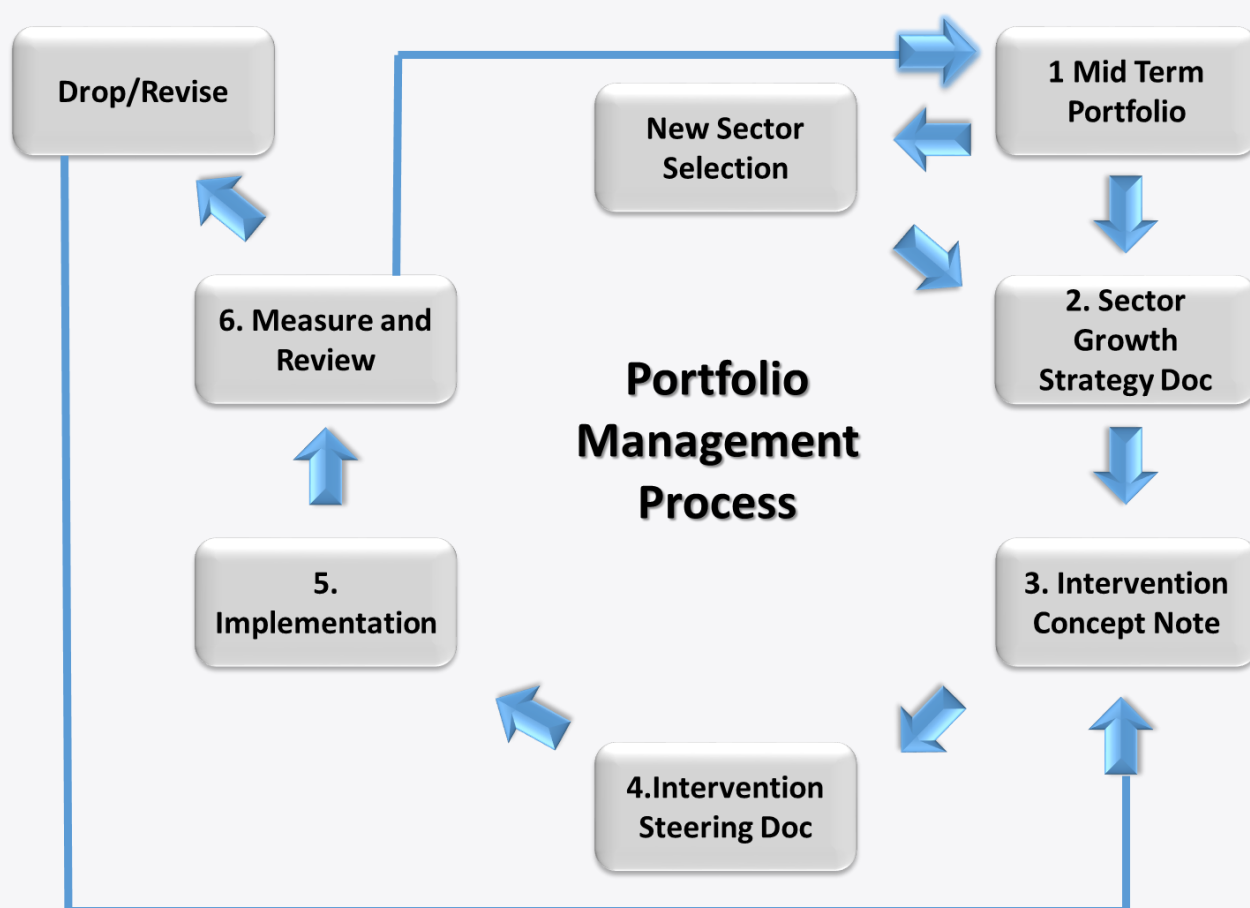 Drop/Revise
1 Mid Term
Portfolio
New Sector
Selection
2. Sector
Growth
Strategy Doc
6. Measure and
Review
Portfolio
Management
Process
5.
Implementation
3. Intervention
Concept Note
4.Intervention
Steering Doc